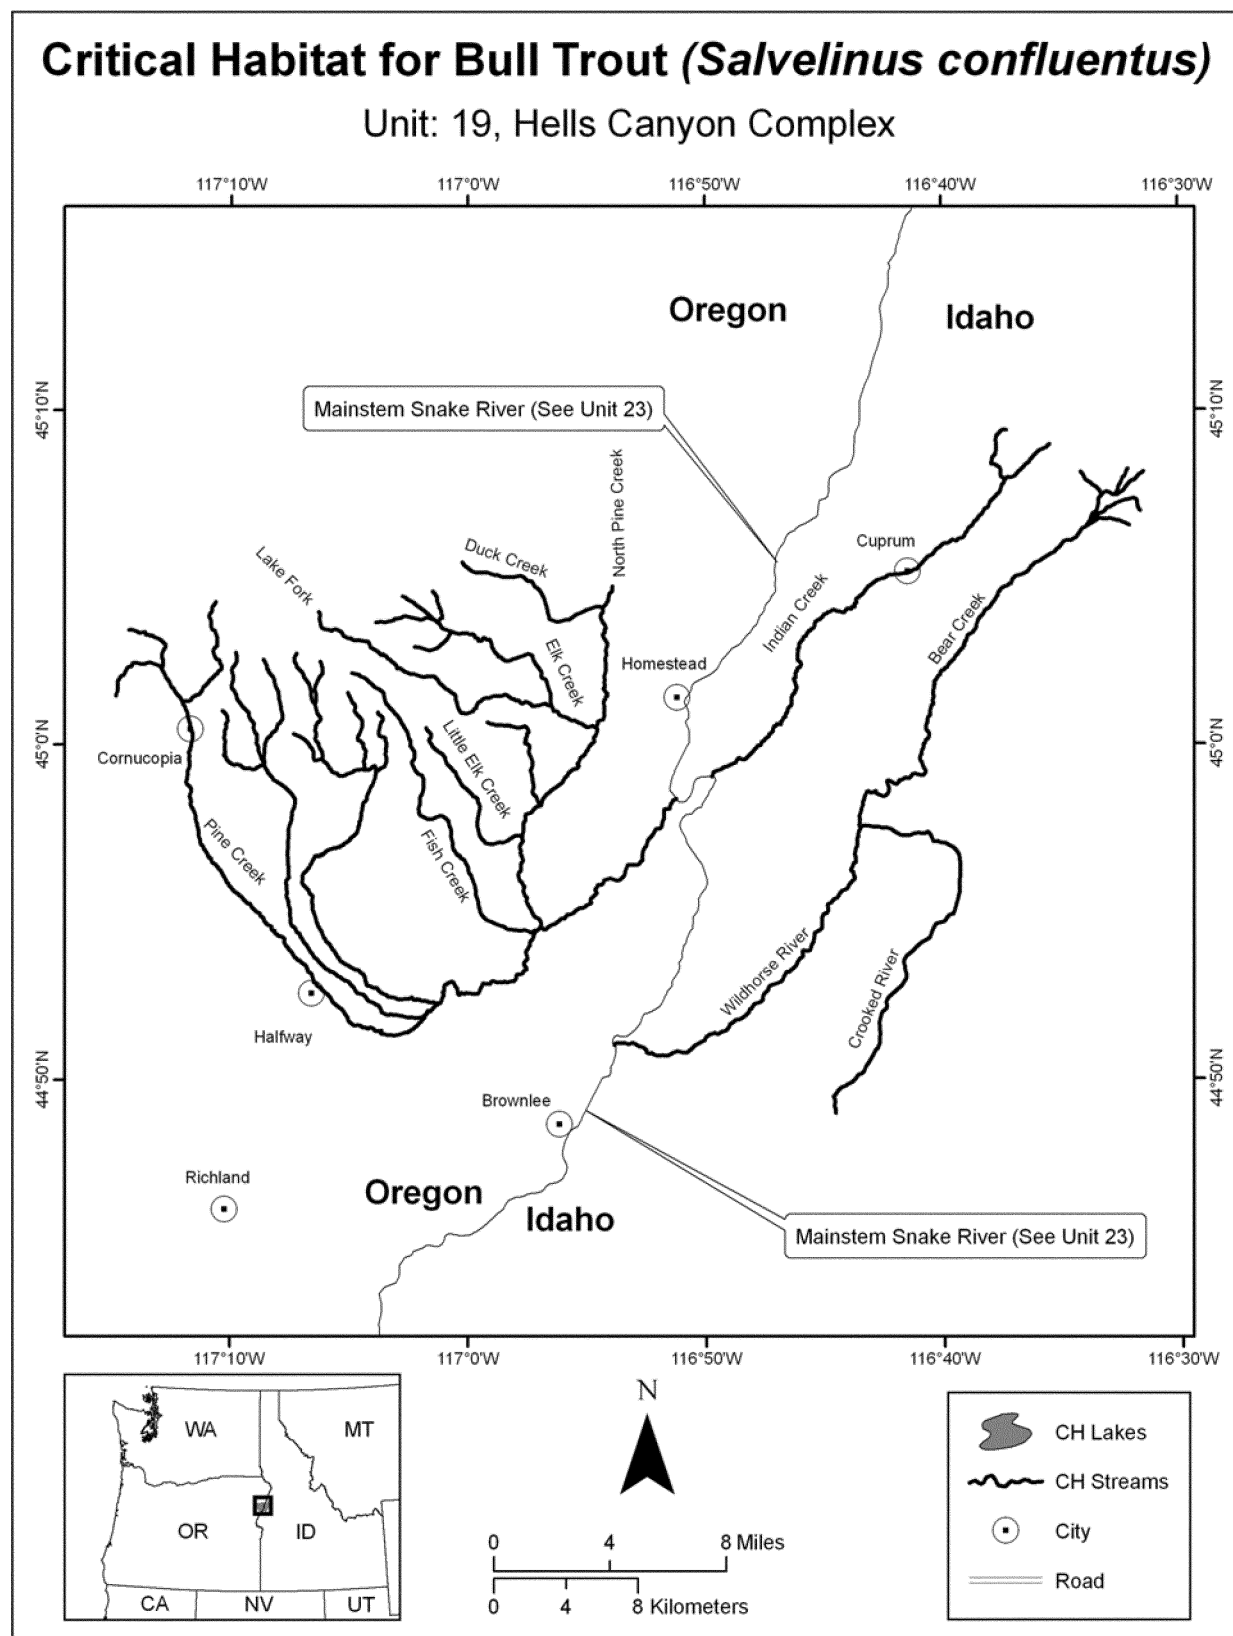 Critical Habitat for Bull Trout (Salvelinus confluentus)
Unit: 19, Hells Canyon Complex
117°10'W
117°0'W
116°50'W
116°40'W
116°30'W
Oregon
Idaho
45°10'N
45°10'N
Mainstem Snake River (See Unit 23)
North Pine Creek
Duck Creek
Lake Fork
Cuprum
Indian Creek
Bear Creek
Elk Creek
Homestead
45°0'N
45°0'N
Cornucopia
Little Elk Creek
Pine Creek
Fish Creek
Wildhorse River
Crooked River
Halfway
44°50'N
44°50'N
Brownlee
Richland
Oregon
Idaho
Mainstem Snake River (See Unit 23)
117°10'W
117°0'W
116°50'W
116°40'W
116°30'W
WA
MT
OR
ID
CA
NV
UT
N
0 4 8 Miles
0 4 8 Kilometers
CH Lakes
CH Streams
City
Road